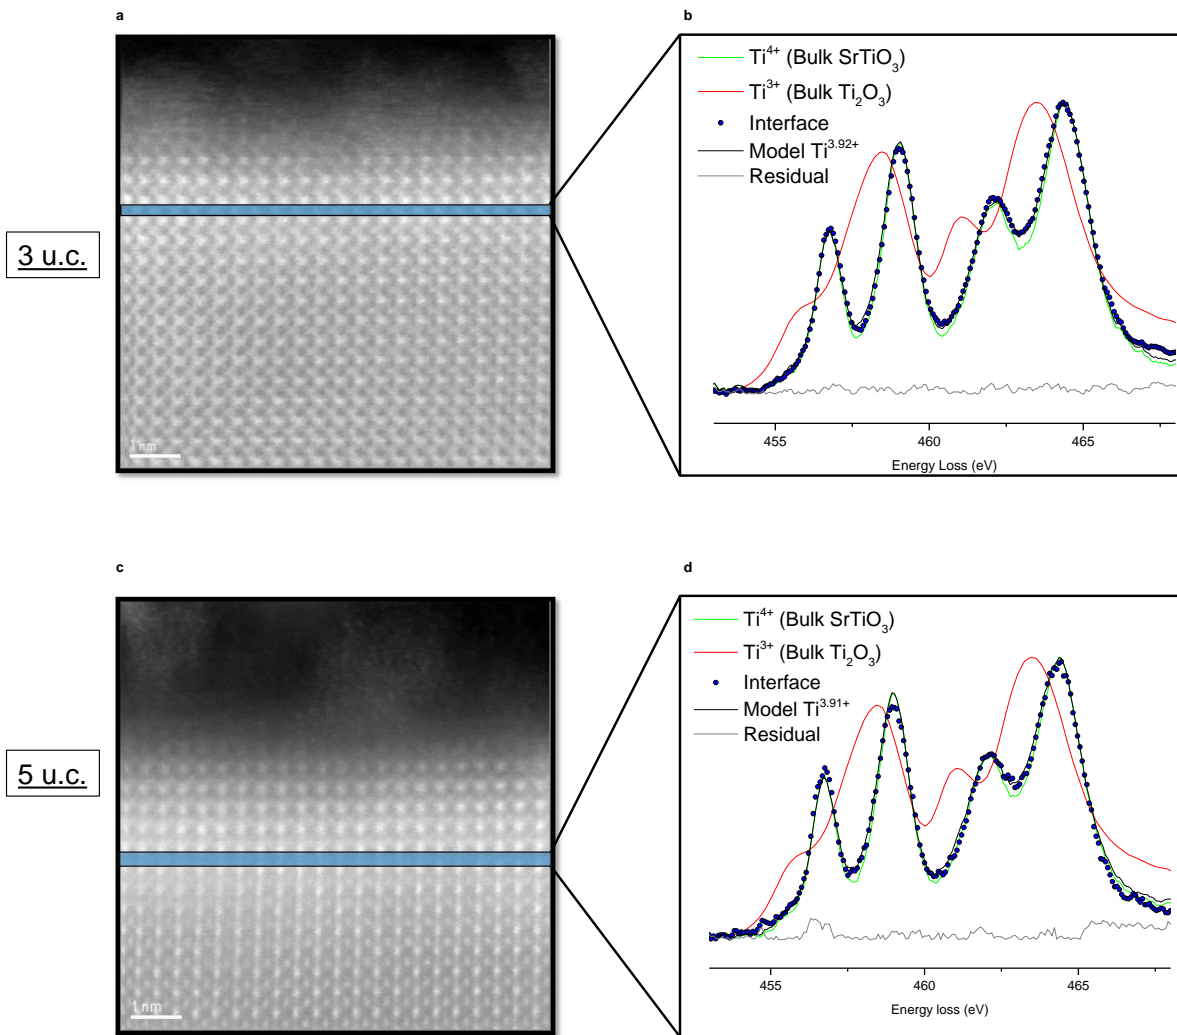 a
b
3 u.c.
1 nm
Ti⁴⁺ (Bulk SrTiO₃)
Ti³⁺ (Bulk Ti₂O₃)
Interface
Model Ti³·⁹²⁺
Residual
455
460
465
Energy Loss (eV)
c
d
5 u.c.
1 nm
Ti⁴⁺ (Bulk SrTiO₃)
Ti³⁺ (Bulk Ti₂O₃)
Interface
Model Ti³·⁹¹⁺
Residual
455
460
465
Energy loss (eV)